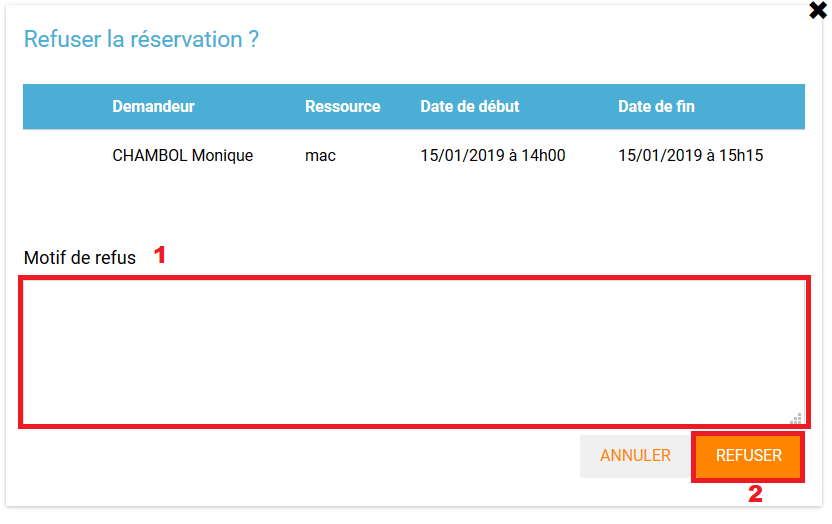 Refuser la réservation ?
Demandeur Ressource Date de début Date de fin
CHAMBOL Monique mac 15/01/2019 à 14h00 15/01/2019 à 15h15
Motif de refus 1
ANNULER REFUSER
2